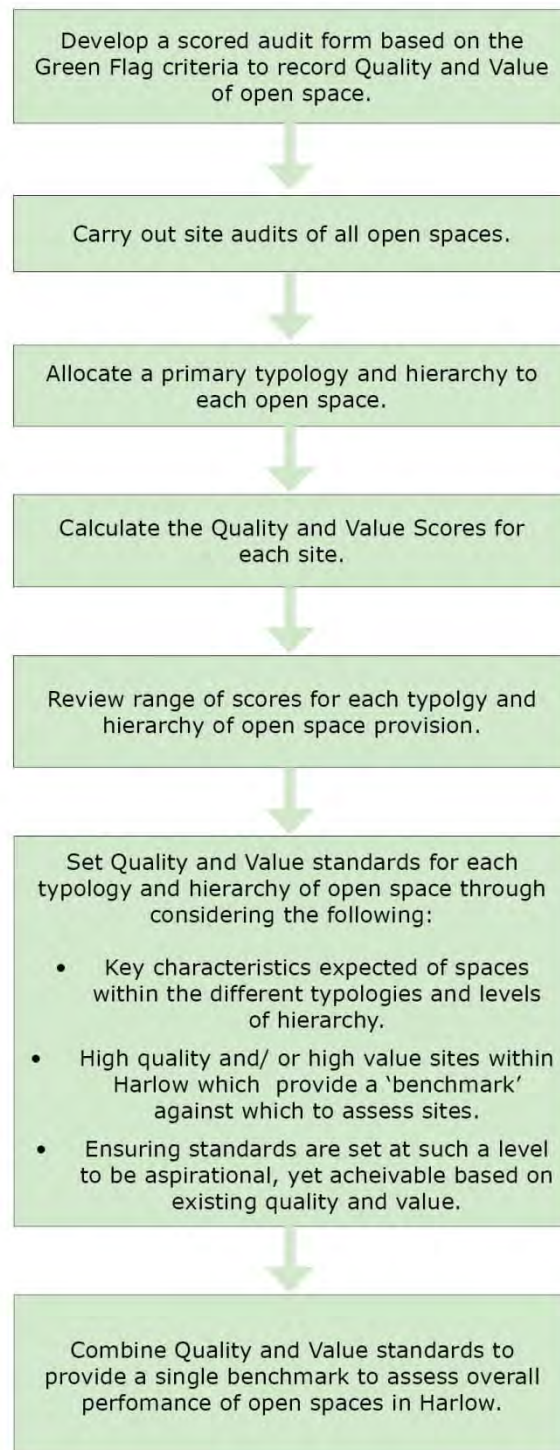 Develop a scored audit form based on the
Green Flag criteria to record Quality and Value
of open space.
Carry out site audits of all open spaces.
Allocate a primary typology and hierarchy to
each open space.
Calculate the Quality and Value Scores for
each site.
Review range of scores for each typolgy and
hierarchy of open space provision.
Set Quality and Value standards for each
typology and hierarchy of open space through
considering the following:
• Key characteristics expected of spaces
within the different typologies and levels
of hierarchy.
• High quality and/ or high value sites within
Harlow which provide a ‘benchmark’
against which to assess sites.
• Ensuring standards are set at such a level
to be aspirational, yet acheivable based on
existing quality and value.
Combine Quality and Value standards to
provide a single benchmark to assess overall
perfomance of open spaces in Harlow.